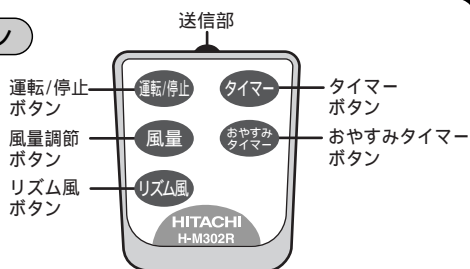 ン
送信部
運転/停止
ボタン
風量調節
ボタン
リズム風
ボタン
運転/停止
タイマー
風量
おやすみ
タイマー
リズム風
HITACHI
H-M302R
タイマー
ボタン
おやすみタイマー
ボタン